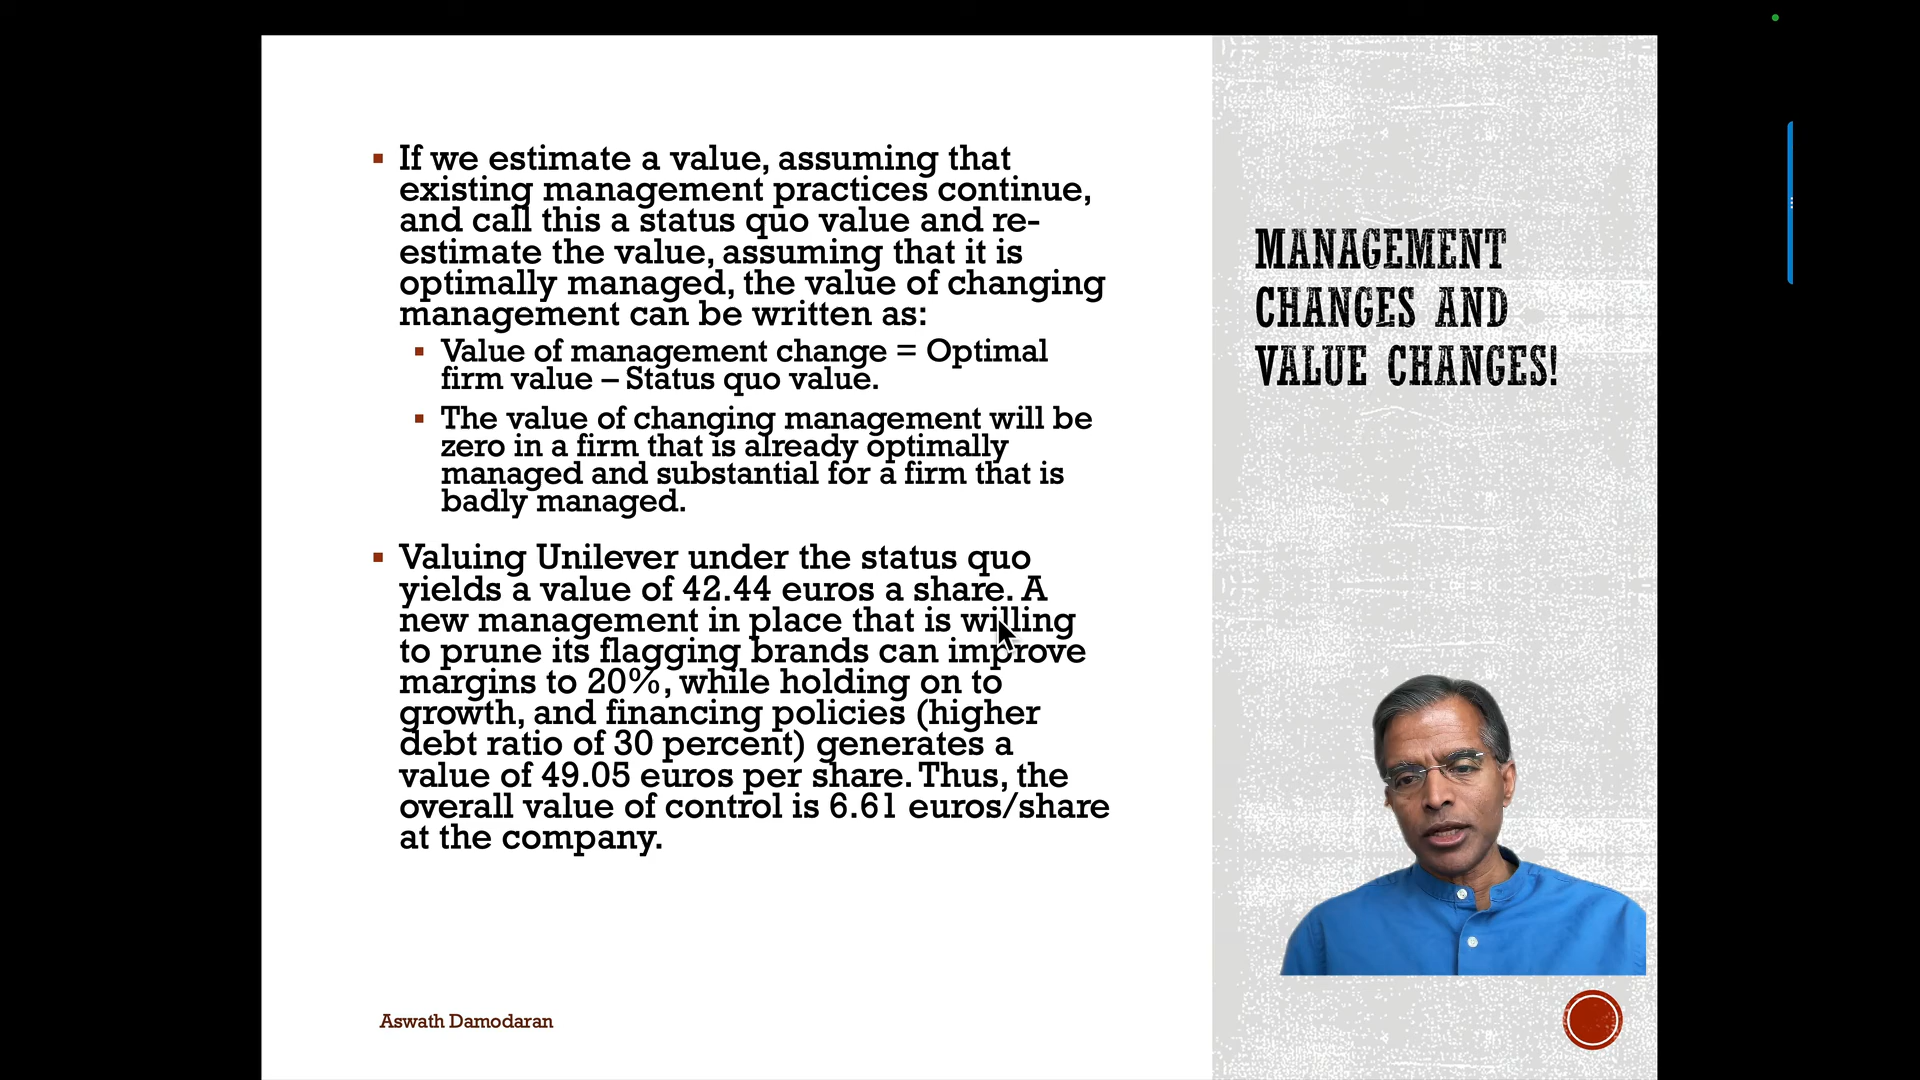 If we estimate a value, assuming that
existing management practices continue,
and call this a status quo value and re-
estimate the value, assuming that it is
optimally managed, the value of changing
management can be written as:
Value of management change = Optimal
firm value – Status quo value.
The value of changing management will be
zero in a firm that is already optimally
managed and substantial for a firm that is
badly managed.
Valuing Unilever under the status quo
yields a value of 42.44 euros a share. A
new management in place that is willing
to prune its flagging brands can improve
margins to 20%, while holding on to
growth, and financing policies (higher
debt ratio of 30 percent) generates a
value of 49.05 euros per share. Thus, the
overall value of control is 6.61 euros/share
at the company.
MANAGEMENT
CHANGES AND
VALUE CHANGES!
Aswath Damodaran